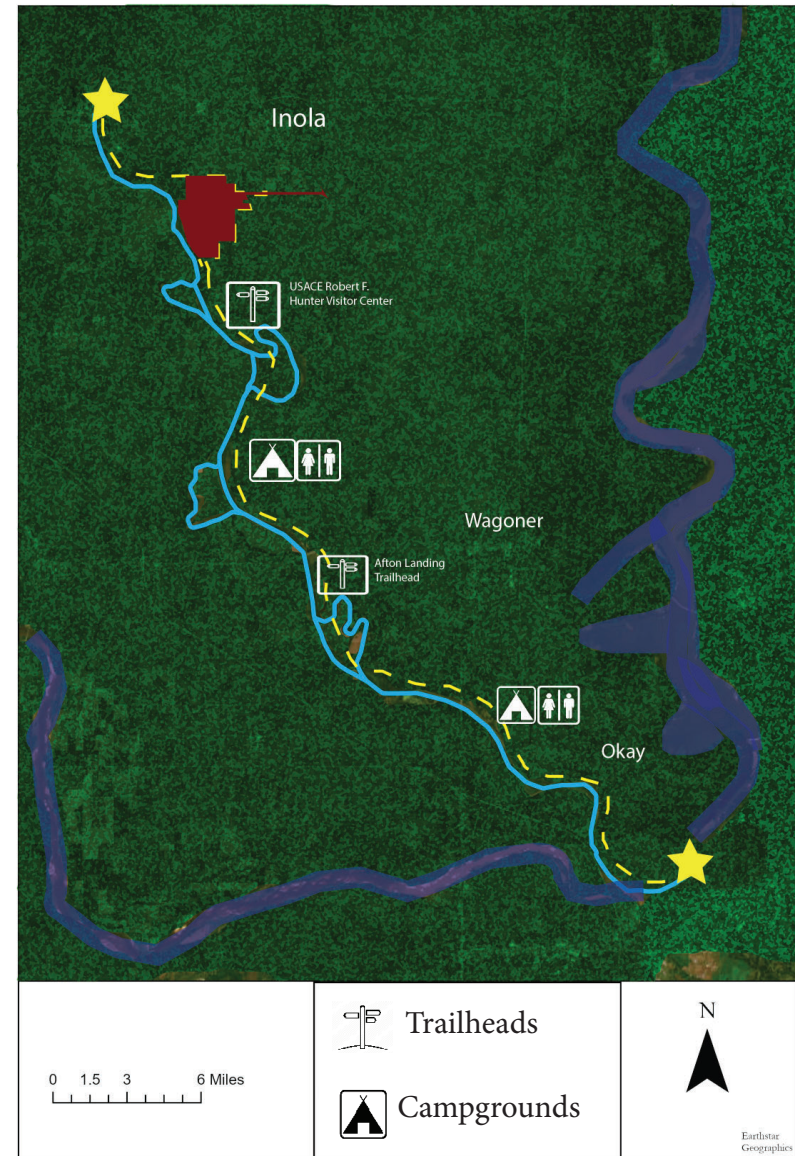 Inola
USACE Robert F.
Hunter Visitor Center
Wagoner
Afton Landing
Trailhead
Okay
0 1.5 3 6 Miles
Trailheads
Campgrounds
N
Earthstar
Geographics